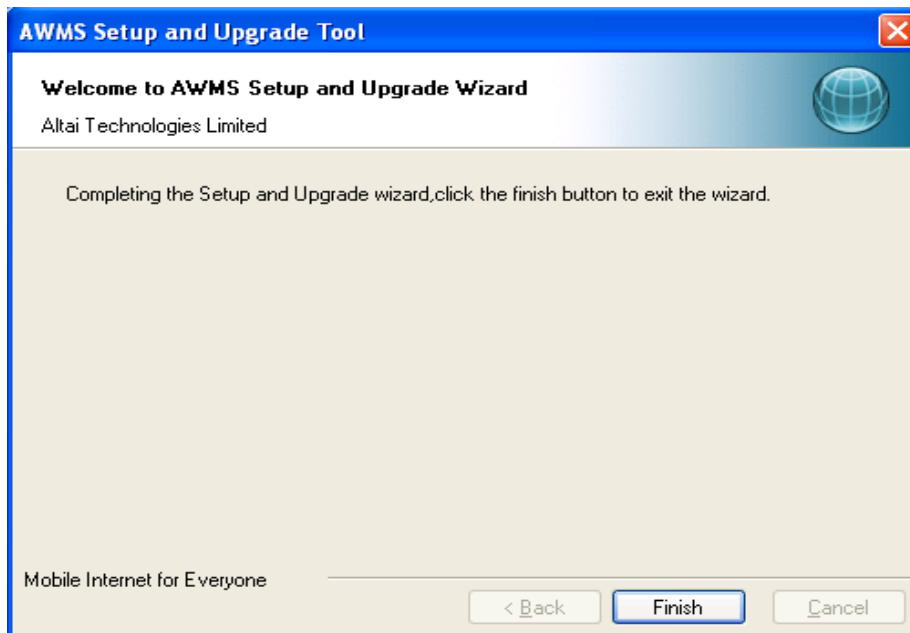 AWMS Setup and Upgrade Tool
Welcome to AWMS Setup and Upgrade Wizard
Altai Technologies Limited
Completing the Setup and Upgrade wizard,click the finish button to exit the wizard.
Mobile Internet for Everyone
< Back Finish Cancel